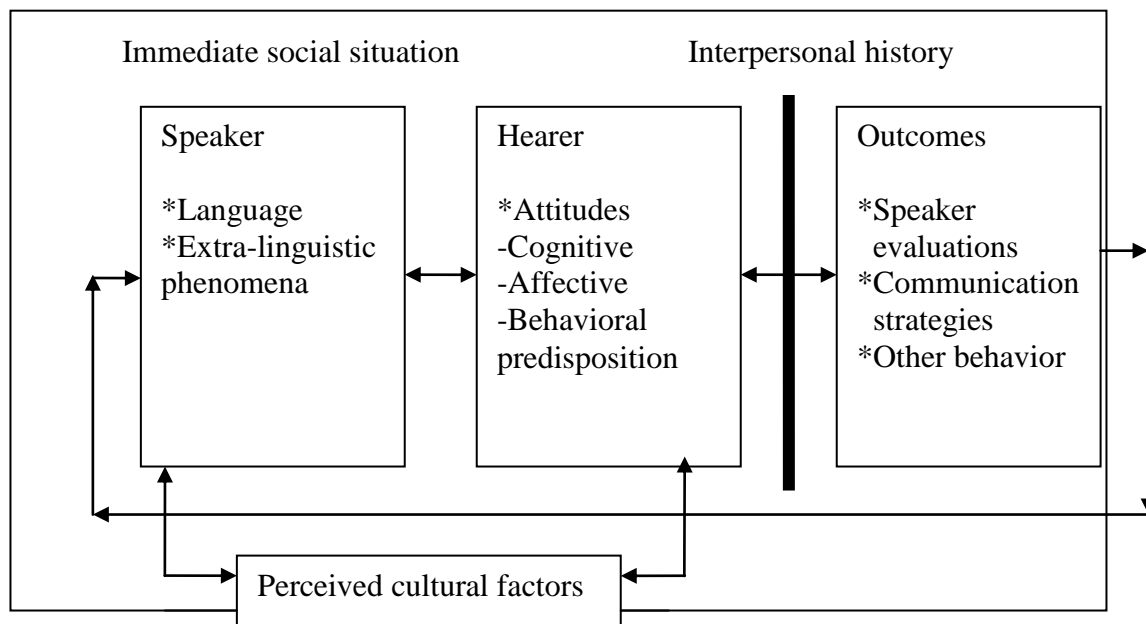 Immediate social situation
Interpersonal history
Speaker
*Language
*Extra-linguistic
phenomena
Hearer
*Attitudes
-Cognitive
-Affective
-Behavioral
predisposition
Outcomes
*Speaker
evaluations
*Communication
strategies
*Other behavior
Perceived cultural factors